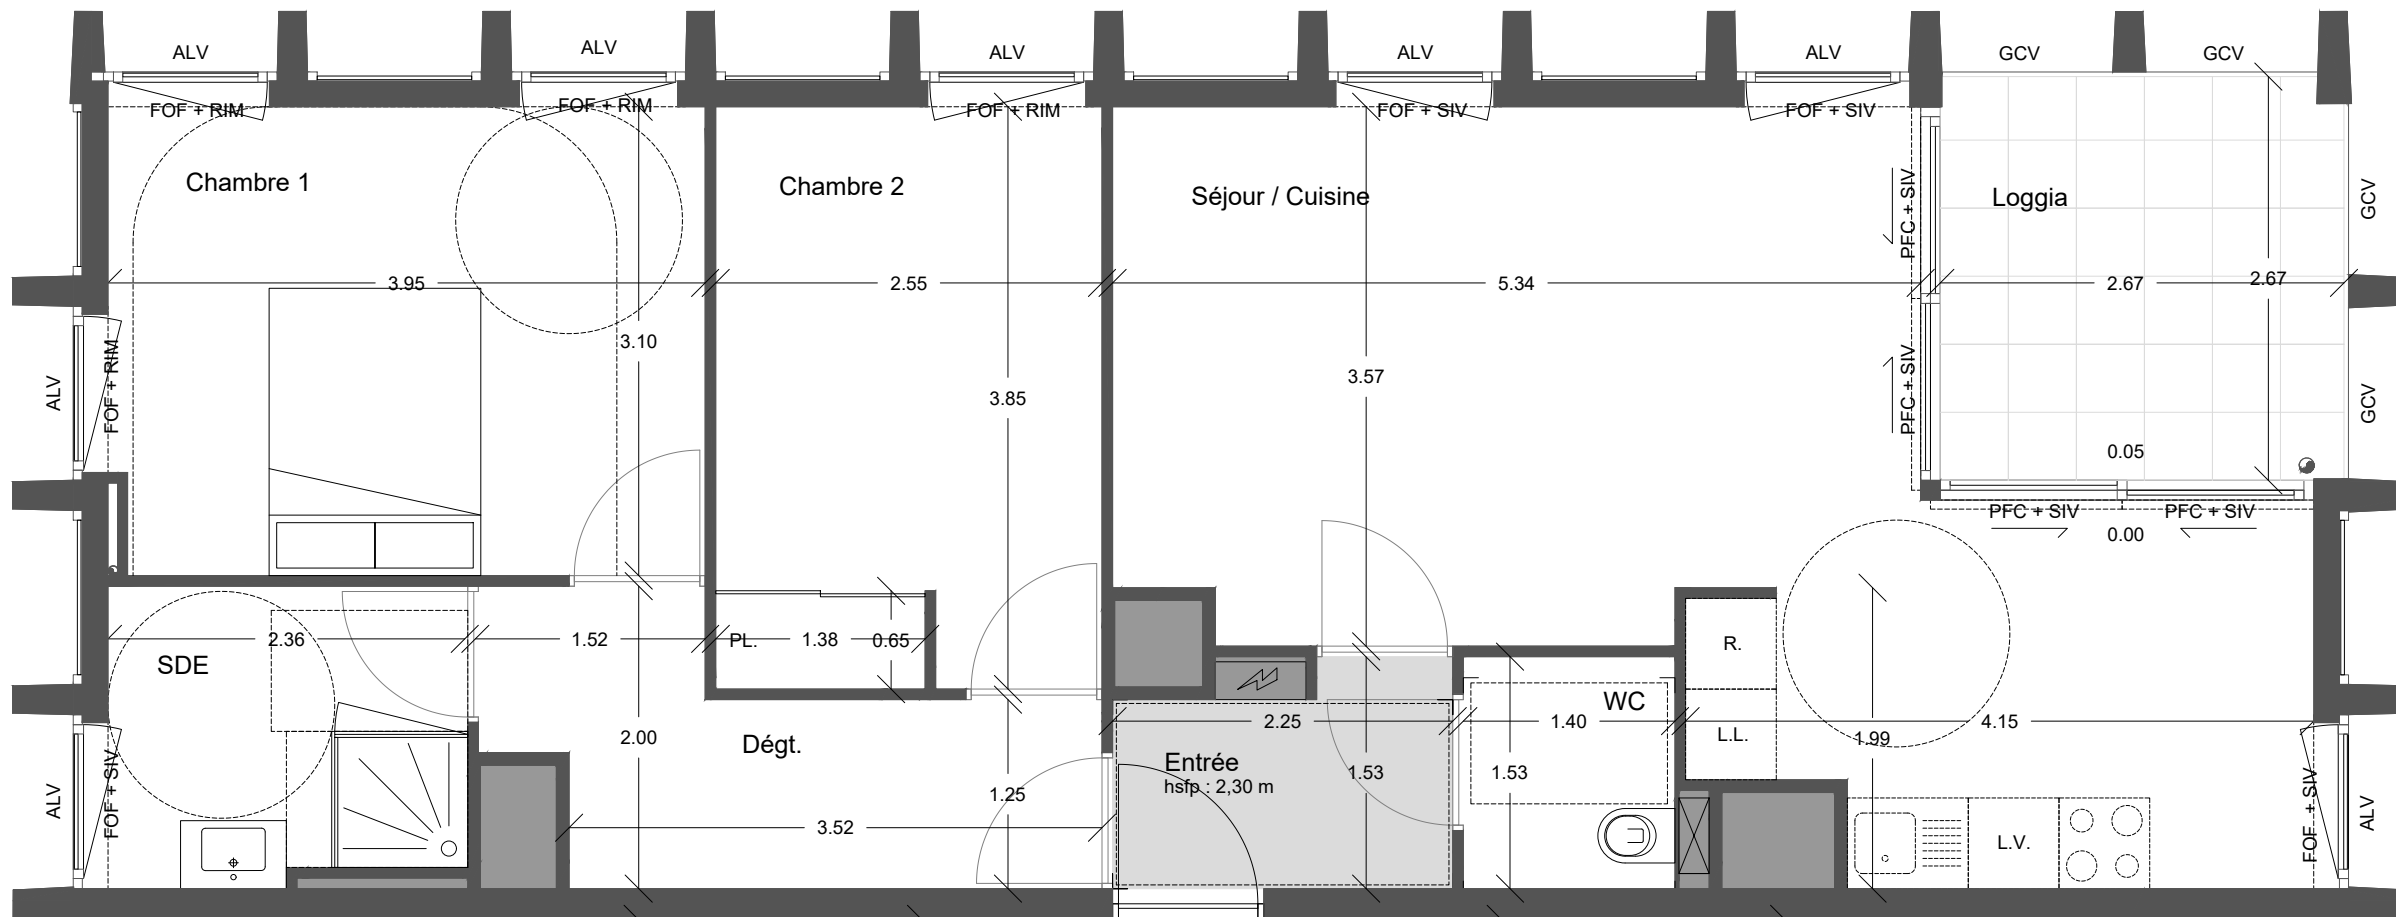 ALV
ALV
ALV
ALV
ALV
GCV
GCV
FOF + RIM
FOF + RIM
FOF + RIM
FOF + SIV
FOF + SIV
Chambre 1
Chambre 2
Séjour / Cuisine
Loggia
PFC + SIV
GCV
3.95
2.55
5.34
2.67
2.67
3.10
3.57
3.85
ALV
FOF + RIM
PFC + SIV
GCV
0.05
PFC + SIV
PFC + SIV
0.00
2.36
1.52
PL.
1.38
0.65
R.
SDE
WC
2.25
1.40
4.15
L.L.
2.00
Dégt.
1.99
Entrée
hsfp : 2,30 m
1.53
1.53
1.25
ALV
FOF + SIV
3.52
L.V.
FOF + SIV
ALV